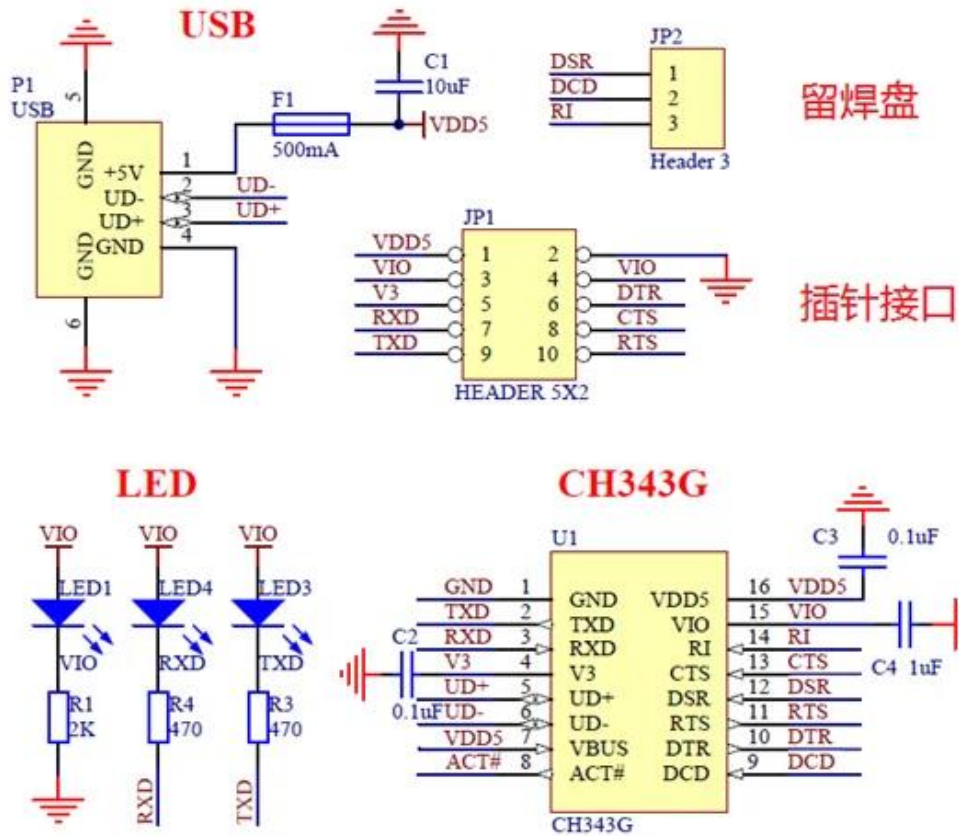 USB
P1
USB
5
GND
+5V
1
UD-
2
UD-
UD+
3
UD+
GND
4
GND
6
F1
500mA
C1
10uF
VDD5
JP2
DSR
1
DCD
2
RI
3
Header 3
留焊盘
JP1
VDD5
1
2
VIO
3
4
VIO
V3
5
6
DTR
RXD
7
8
CTS
TXD
9
10
RTS
HEADER 5X2
插针接口
LED
VIO
VIO
VIO
LED1
LED4
LED3
VIO
RXD
TXD
R1
2K
R4
470
R3
470
RXD
TXD
CH343G
U1
C3
0.1uF
GND
1
GND
VDD5
16
VDD5
TXD
2
TXD
VIO
15
VIO
RXD
3
RXD
RI
14
RI
C2
0.1uF
V3
4
V3
CTS
13
CTS
C4
1uF
UD+
5
UD+
DSR
12
DSR
UD-
6
UD-
RTS
11
RTS
VDD5
7
VBUS
DTR
10
DTR
ACT#
8
ACT#
DCD
9
DCD
CH343G